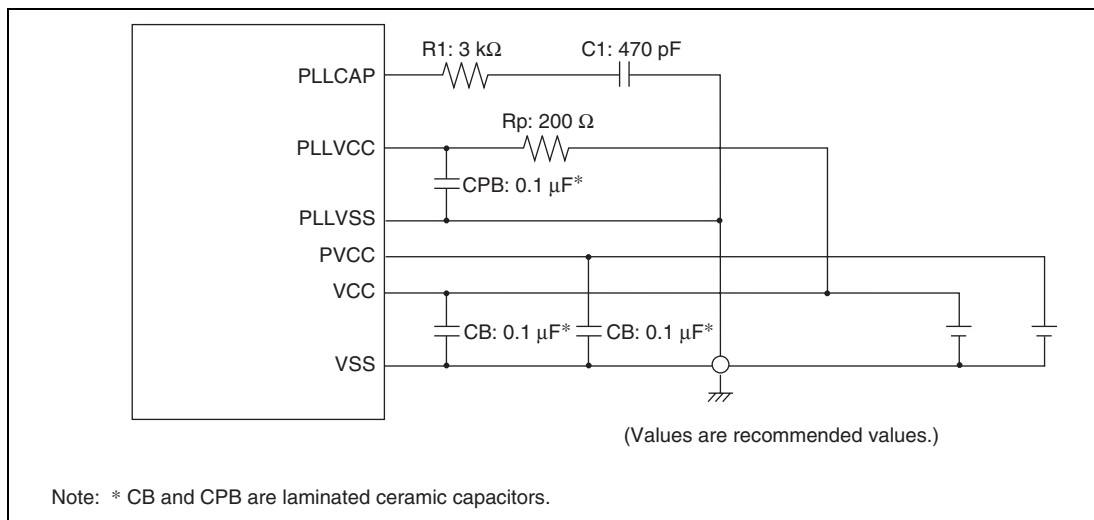 R1: 3 kΩ
C1: 470 pF
PLLCAP
Rp: 200 Ω
PLLVCC
CPB: 0.1 μF*
PLLVSS
PVCC
VCC
CB: 0.1 μF*
CB: 0.1 μF*
VSS
(Values are recommended values.)
Note: * CB and CPB are laminated ceramic capacitors.